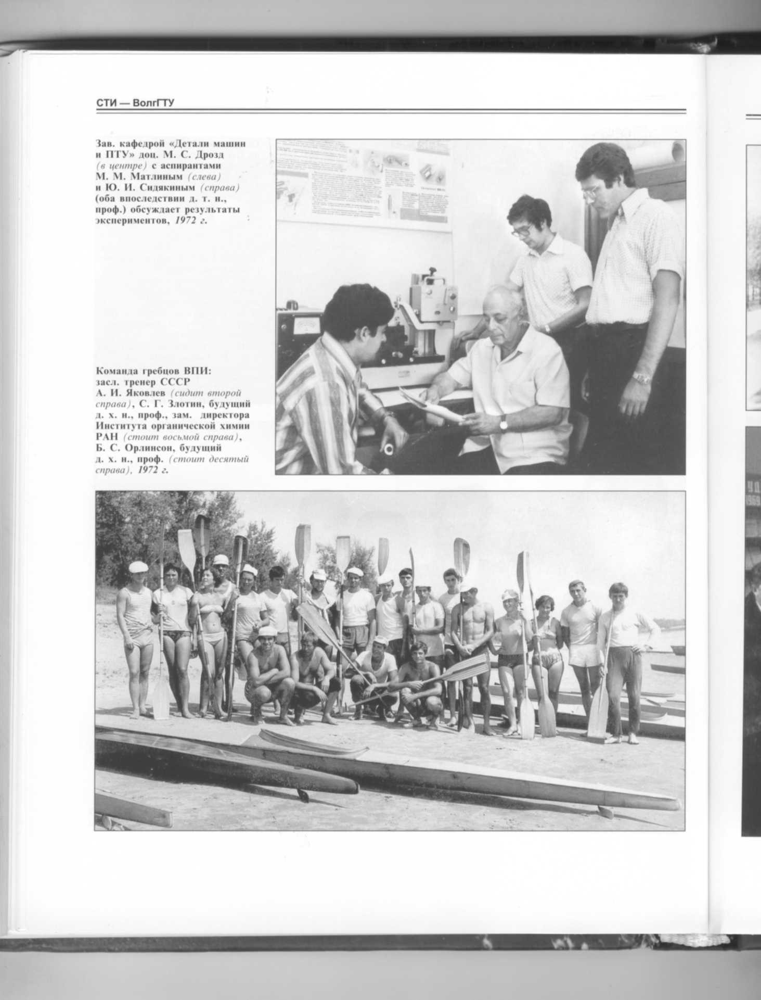 СТИ — ВолгГТУ
Зав. кафедрой «Детали машин
и ПТУ» доц. М. С. Дрозд
(в центре) с аспирантами
М. М. Матлиным (слева)
и Ю. И. Сидякиным (справа)
(оба впоследствии д. т. н.,
проф.) обсуждает результаты
экспериментов, 1972 г.
Команда гребцов ВПИ:
засл. тренер СССР
А. И. Яковлев (сидит второй
справа), С. Г. Злотин, будущий
д. х. н., проф., зам. директора
Института органической химии
РАН (стоит восьмой справа),
Б. С. Орлинсон, будущий
д. х. н., проф. (стоит десятый
справа), 1972 г.
УД
1969